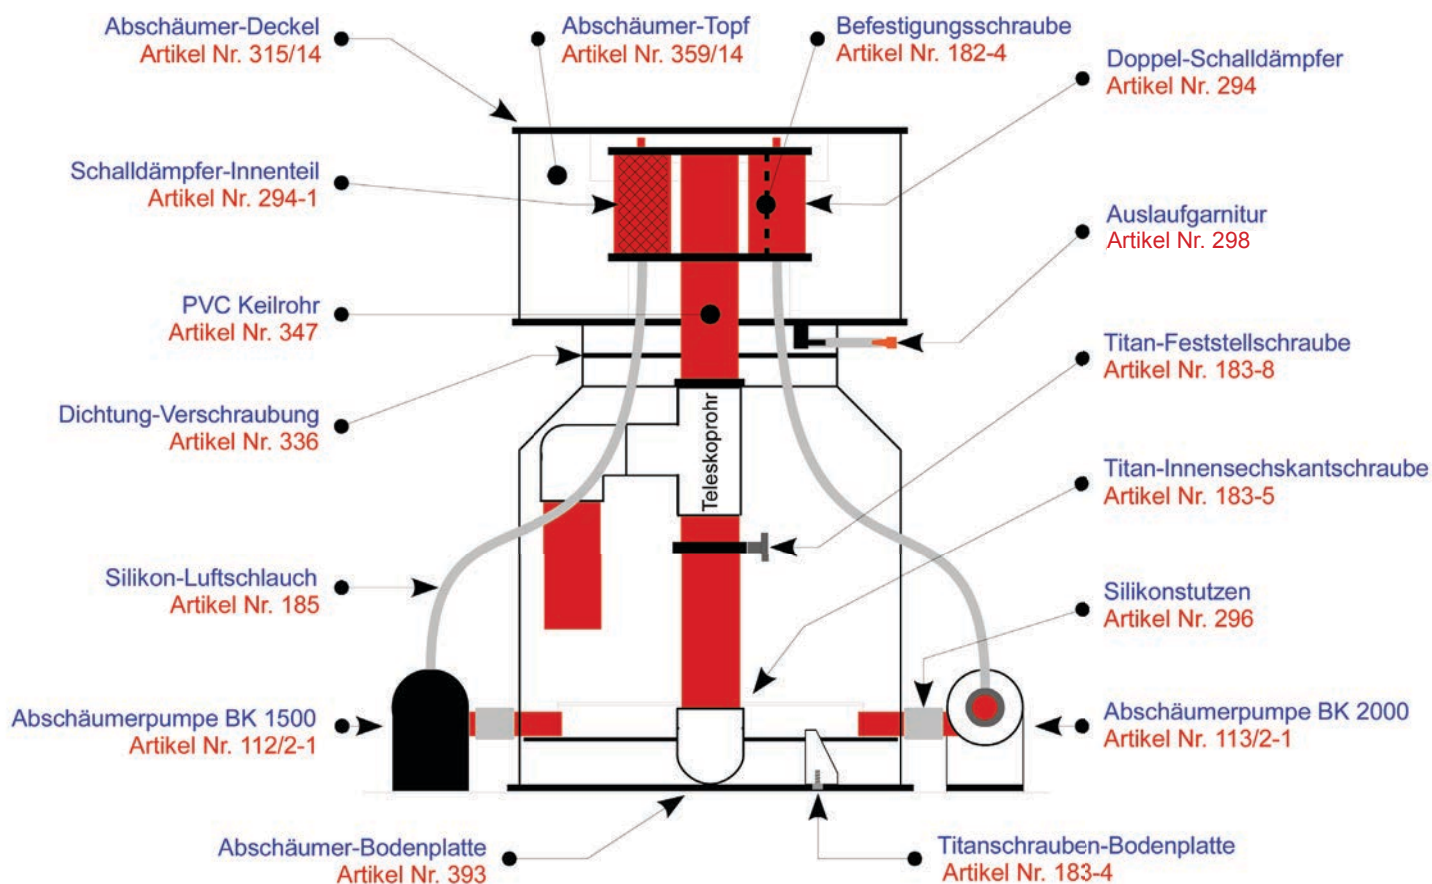 Abschäumer-Deckel
Artikel Nr. 315/14
Abschäumer-Topf
Artikel Nr. 359/14
Befestigungsschraube
Artikel Nr. 182-4
Doppel-Schalldämpfer
Artikel Nr. 294
Schalldämpfer-Innenteil
Artikel Nr. 294-1
Auslaufgarnitur
Artikel Nr. 298
PVC Keilrohr
Artikel Nr. 347
Titan-Feststellschraube
Artikel Nr. 183-8
Dichtung-Verschraubung
Artikel Nr. 336
Teleskoprohr
Titan-Innensechskantschraube
Artikel Nr. 183-5
Silikon-Luftschlauch
Artikel Nr. 185
Silikonstutzen
Artikel Nr. 296
Abschäumerpumpe BK 1500
Artikel Nr. 112/2-1
Abschäumerpumpe BK 2000
Artikel Nr. 113/2-1
Abschäumer-Bodenplatte
Artikel Nr. 393
Titanschrauben-Bodenplatte
Artikel Nr. 183-4